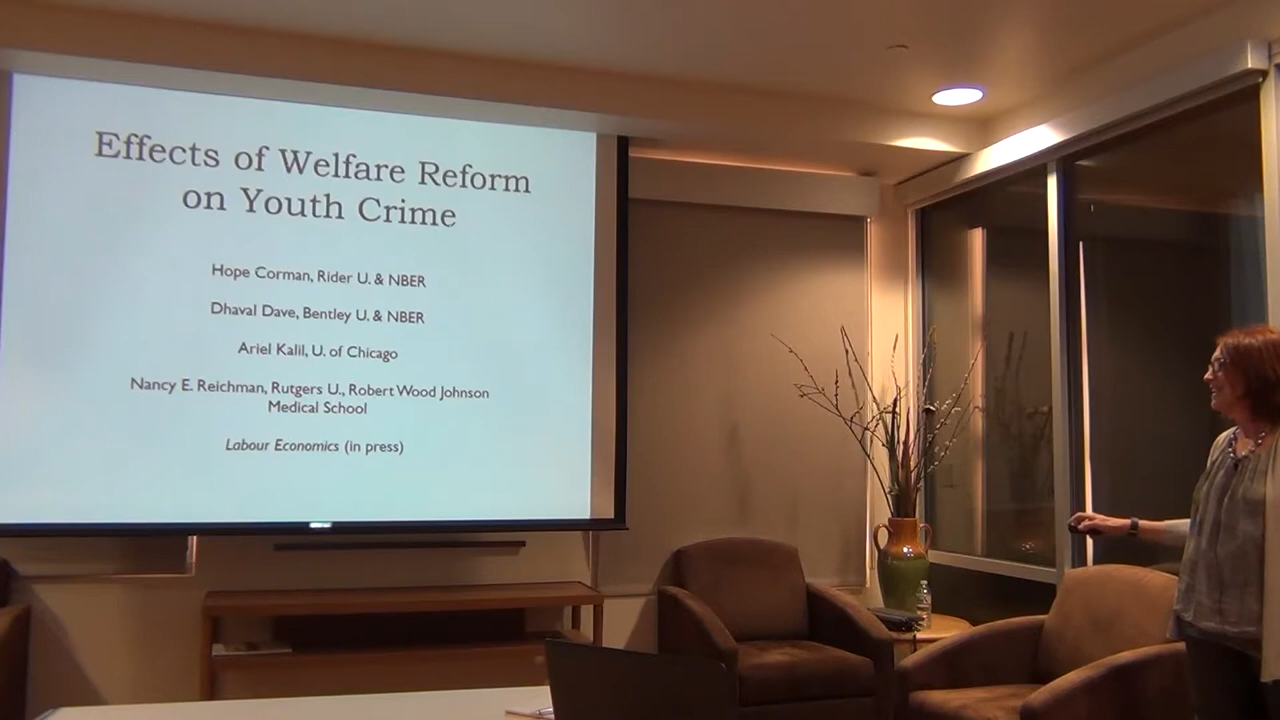 Effects of Welfare Reform
on Youth Crime
Hope Corman, Rider U. & NBER
Dhaval Dave, Bentley U. & NBER
Ariel Kalil, U. of Chicago
Nancy E. Reichman, Rutgers U., Robert Wood Johnson
Medical School
Labour Economics (in press)